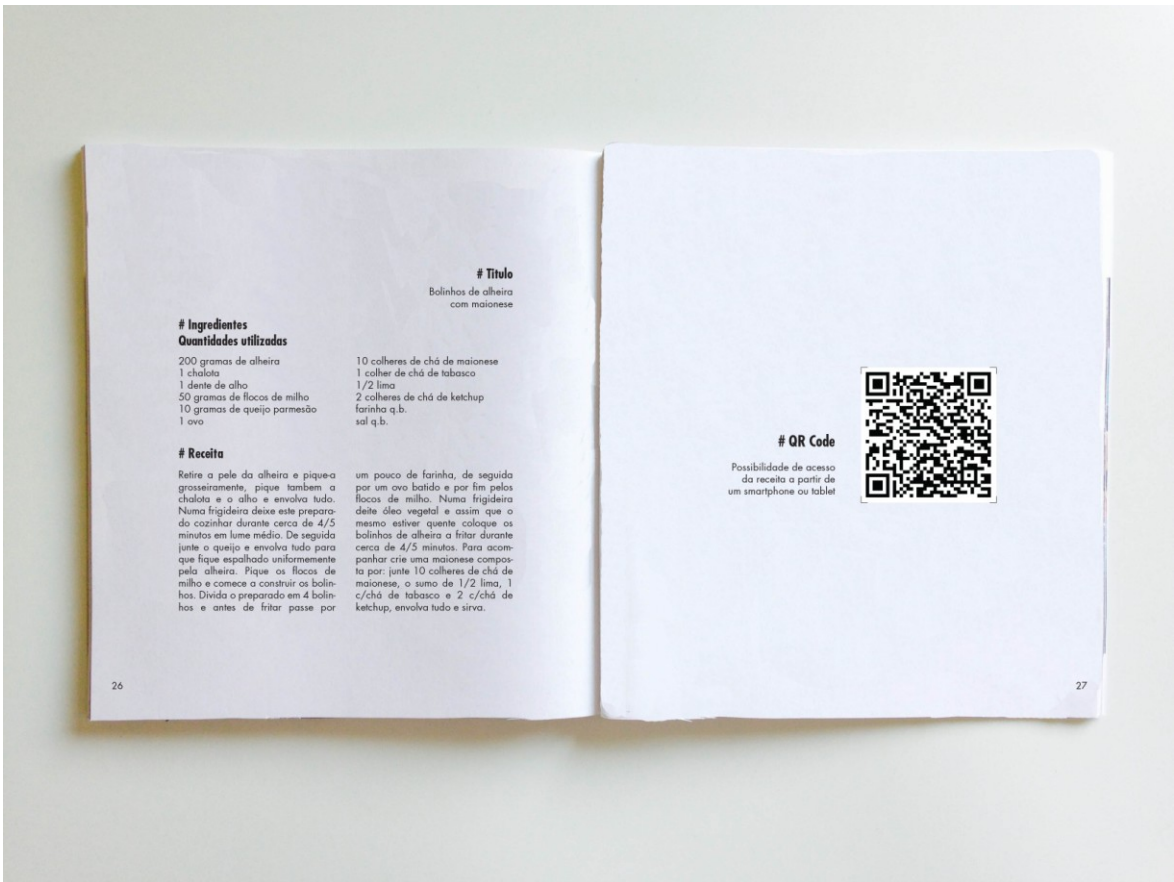 # Titulo
Bolinhos de alheira
com maionese
# Ingredientes
Quantidades utilizadas
200 gramas de alheira
1 chalota
1 dente de alho
50 gramas de flocos de milho
10 gramas de queijo parmesão
1 ovo
10 colheres de chá de maionese
1 colher de chá de tabasco
1/2 lima
2 colheres de chá de ketchup
farinha q.b.
sal q.b.
# Receita
Retire a pele da alheira e pique-a
grosseiramente, pique tambem a
chalota e o alho e envolva tudo.
Numa frigideira deixe este prepara-
do cozinhar durante cerca de 4/5
minutos em lume médio. De seguida
junte o queijo e envolva tudo para
que fique espalhado uniformemente
pela alheira. Pique os flocos de
milho e comece a construir os bolin-
hos. Divida o preparado em 4 bolin-
hos e antes de fritar passe por
um pouco de farinha, de seguida
por um ovo batido e por fim pelos
flocos de milho. Numa frigideira
deite óleo vegetal e assim que o
mesmo estiver quente coloque os
bolinhos de alheira a fritar durante
cerca de 4/5 minutos. Para acom-
panhar crie uma maionese compos-
ta por: junte 10 colheres de chá de
maionese, o sumo de 1/2 lima, 1
c/chá de tabasco e 2 c/chá de
ketchup, envolva tudo e sirva.
26
# QR Code
Possibilidade de acesso
da receita a partir de
um smartphone ou tablet
27